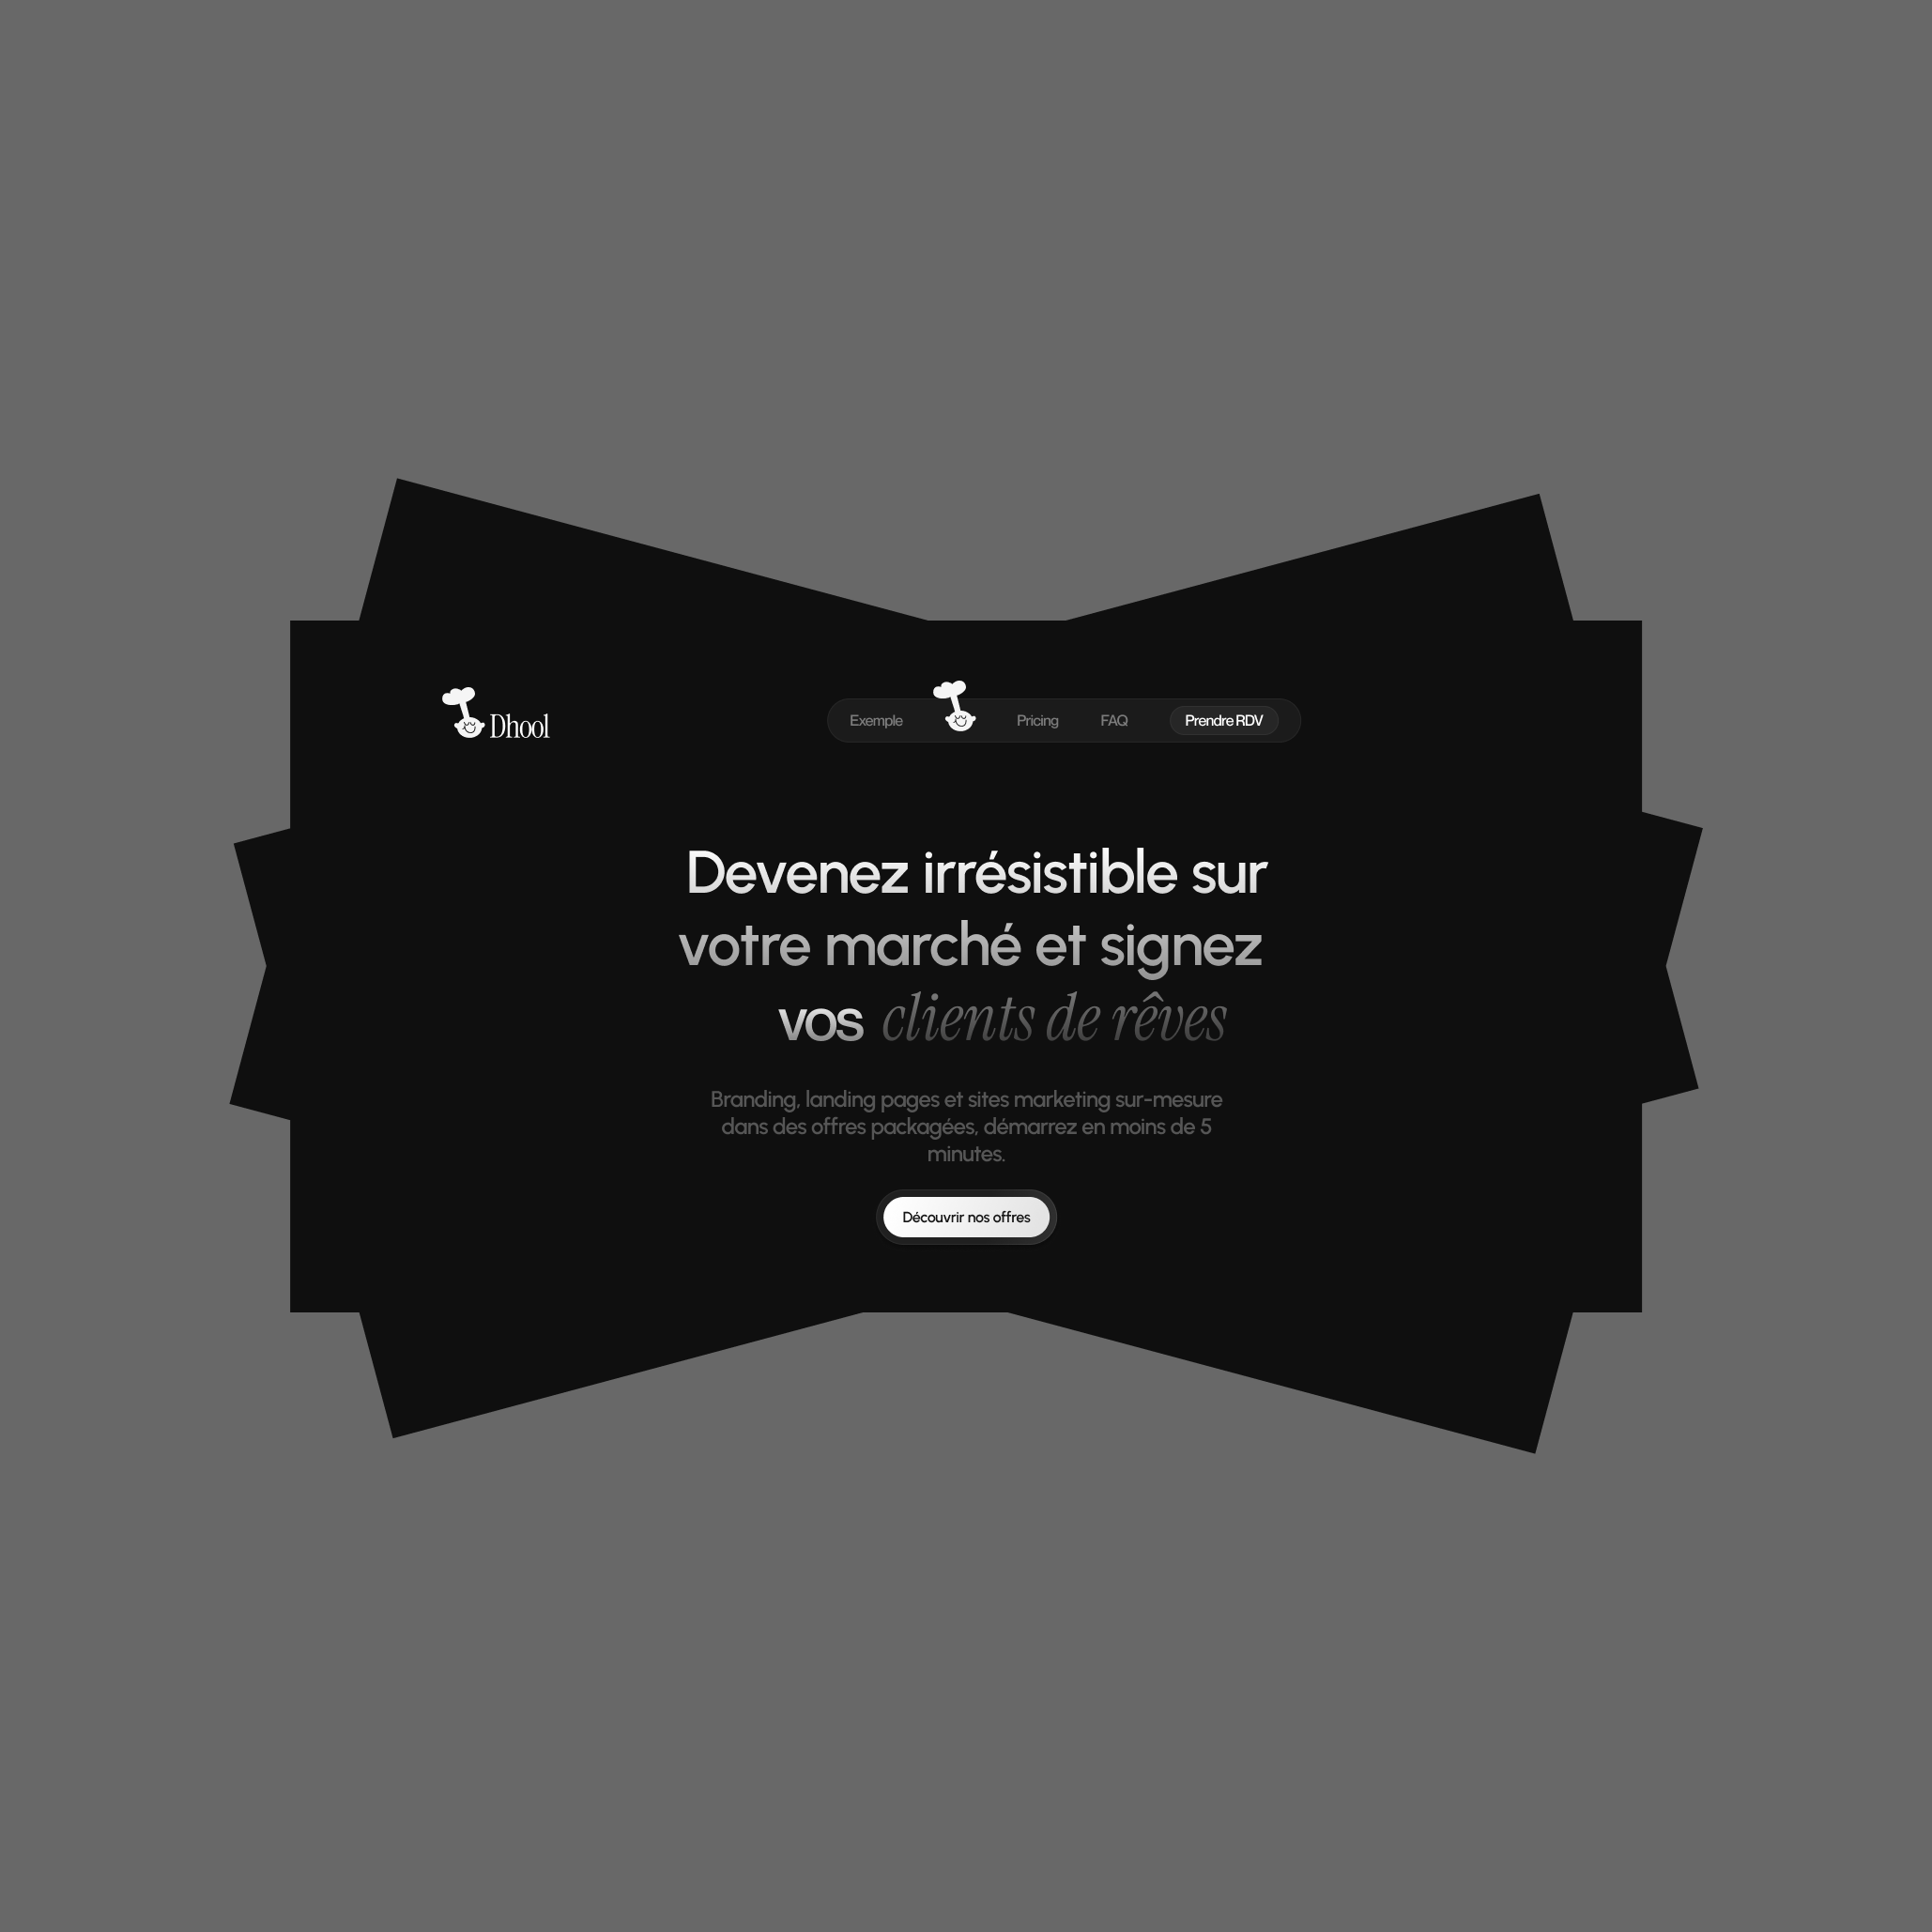 Dhool
Exemple Pricing FAQ Prendre RDV
Devenez irrésistible sur
votre marché et signez
vos clients de rêves
Branding, landing pages et sites marketing sur-mesure
dans des offres packagées, démarrez en moins de 5
minutes.
Découvrir nos offres